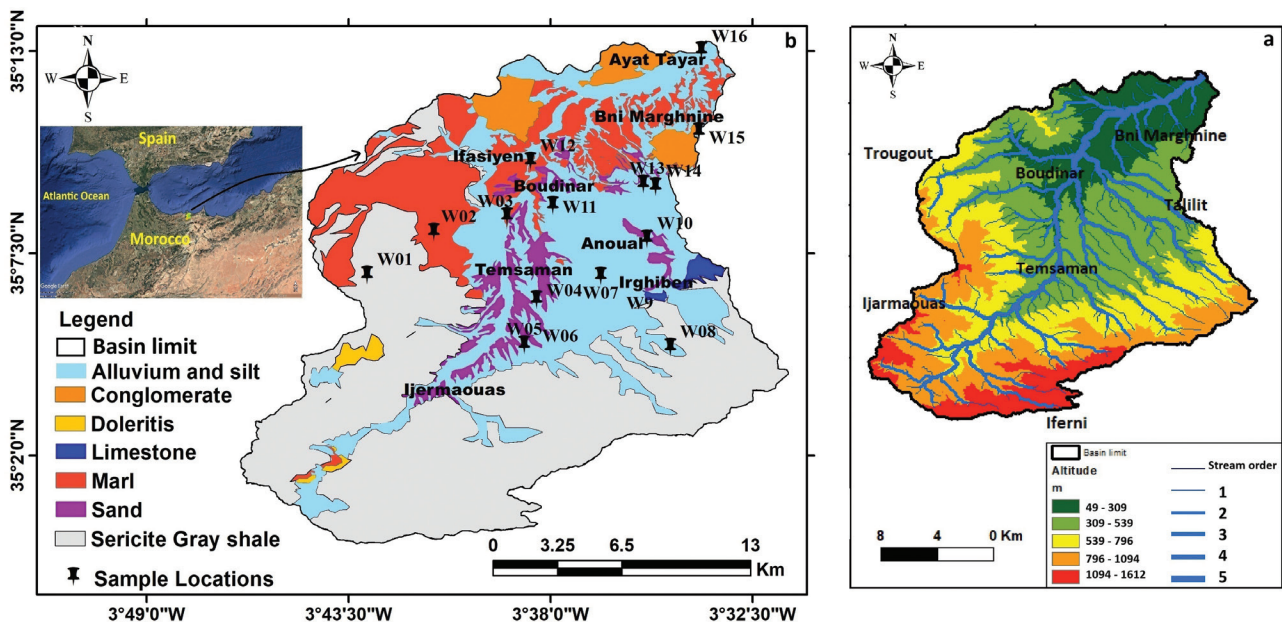 b
N
W E
S
35°13'0"N
35°7'30"N
35°2'0"N
3°49'0"W
3°43'30"W
3°38'0"W
3°32'30"W
Spain
Atlantic Ocean
Morocco
Google Earth
W16
Ayat Tayar
Bni Marghnine
W15
Ifasiyen
W12
W13
W14
Boudinar
W03
W11
W02
W10
Anoual
W01
Temsaman
Irghiben
W04
W07
W9
W05
W06
W08
Ijermaouas
Legend
Basin limit
Alluvium and silt
Conglomerate
Doleritis
Limestone
Marl
Sand
Sericite Gray shale
Sample Locations
0 3.25 6.5 13
Km
a
N
W E
S
Bni Marghnine
Trougout
Boudinar
Talilit
Temsaman
Ijarmaouas
Iferni
8 4 0 Km
Basin limit
Altitude
m
49 - 309
309 - 539
539 - 796
796 - 1094
1094 - 1612
Stream order
1
2
3
4
5